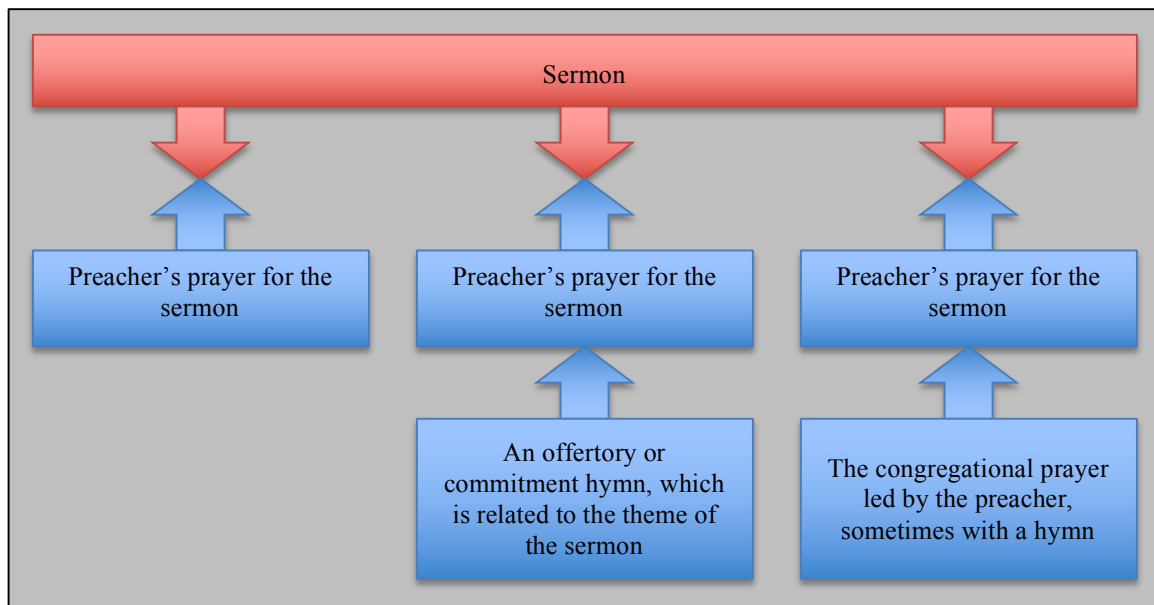 Sermon
Preacher’s prayer for the
sermon
Preacher’s prayer for the
sermon
Preacher’s prayer for the
sermon
An offertory or
commitment hymn, which
is related to the theme of
the sermon
The congregational prayer
led by the preacher,
sometimes with a hymn